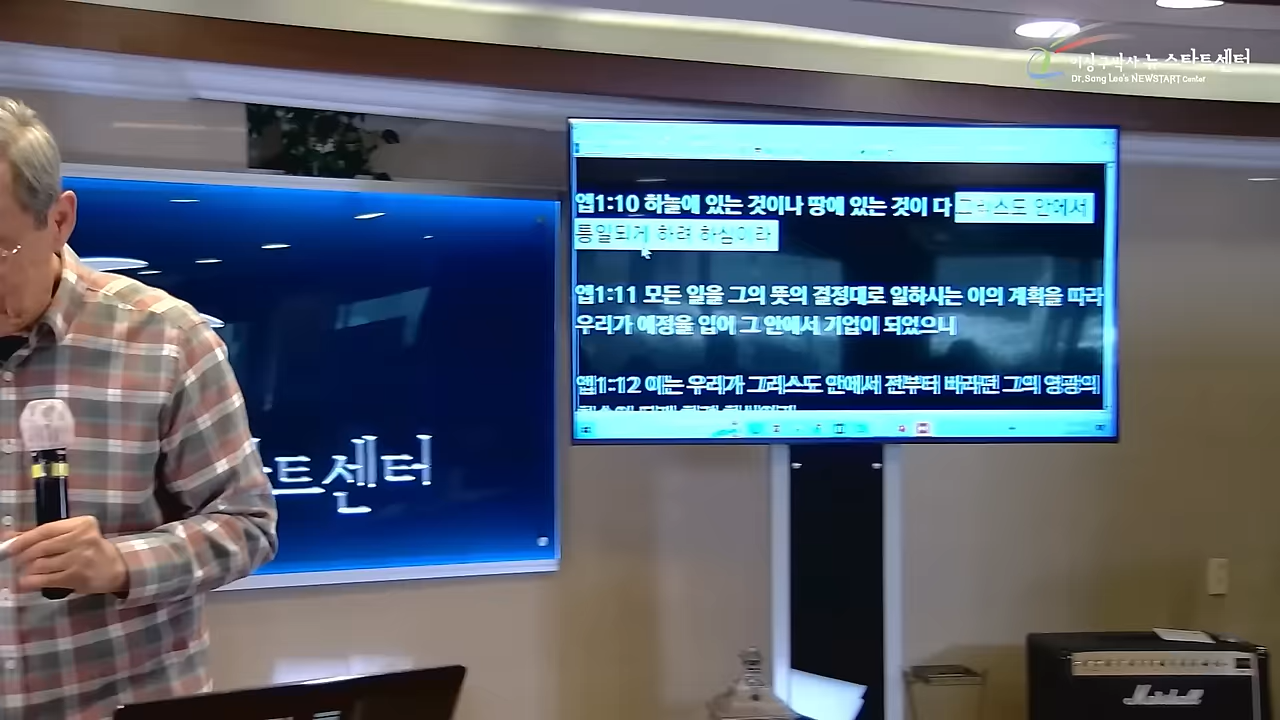 이상구박사 뉴스타트센터
Dr.Sang Lee's NEWSTART Center
엡1:10 하늘에 있는 것이나 땅에 있는 것이 다 그리스도 안에서
통일되게 하려 하심이라
엡1:11 모든 일을 그의 뜻의 결정대로 일하시는 이의 계획을 따라
우리가 예정을 입어 그 안에서 기업이 되었으니
엡1:12 이는 우리가 그리스도 안에서 전부터 바라던 그의 영광의
트센터
Marshall